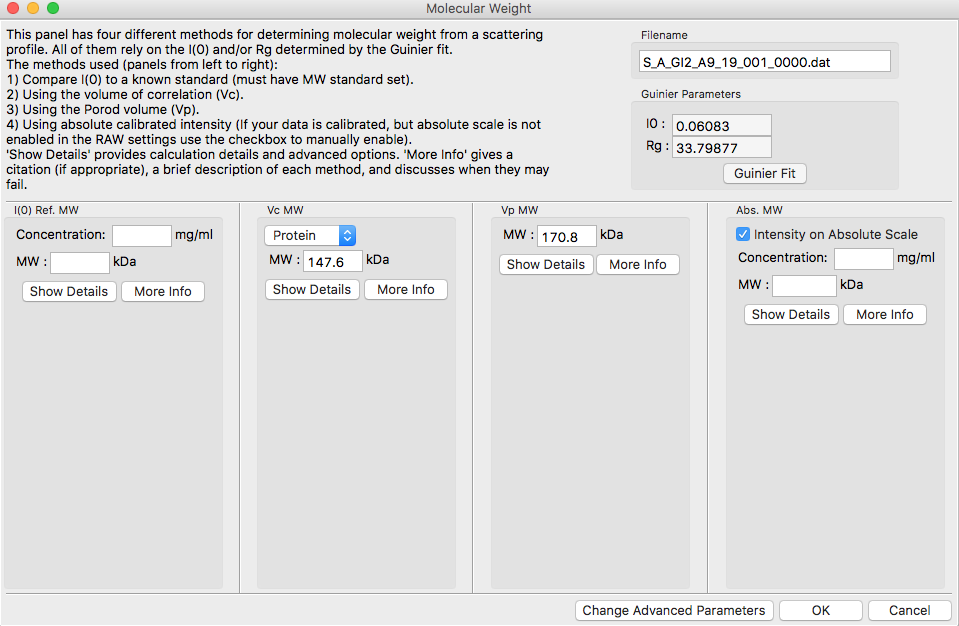 Molecular Weight
This panel has four different methods for determining molecular weight from a scattering
profile. All of them rely on the I(0) and/or Rg determined by the Guinier fit.
The methods used (panels from left to right):
1) Compare I(0) to a known standard (must have MW standard set).
2) Using the volume of correlation (Vc).
3) Using the Porod volume (Vp).
4) Using absolute calibrated intensity (If your data is calibrated, but absolute scale is not
enabled in the RAW settings use the checkbox to manually enable).
'Show Details' provides calculation details and advanced options. 'More Info' gives a
citation (if appropriate), a brief description of each method, and discusses when they may
fail.
Filename
S_A_GI2_A9_19_001_0000.dat
Guinier Parameters
I0 : 0.06083
Rg : 33.79877
Guinier Fit
I(0) Ref. MW
Concentration: mg/ml
MW : kDa
Show Details More Info
Vc MW
Protein
MW : 147.6 kDa
Show Details More Info
Vp MW
MW : 170.8 kDa
Show Details More Info
Abs. MW
Intensity on Absolute Scale
Concentration: mg/ml
MW : kDa
Show Details More Info
Change Advanced Parameters OK Cancel